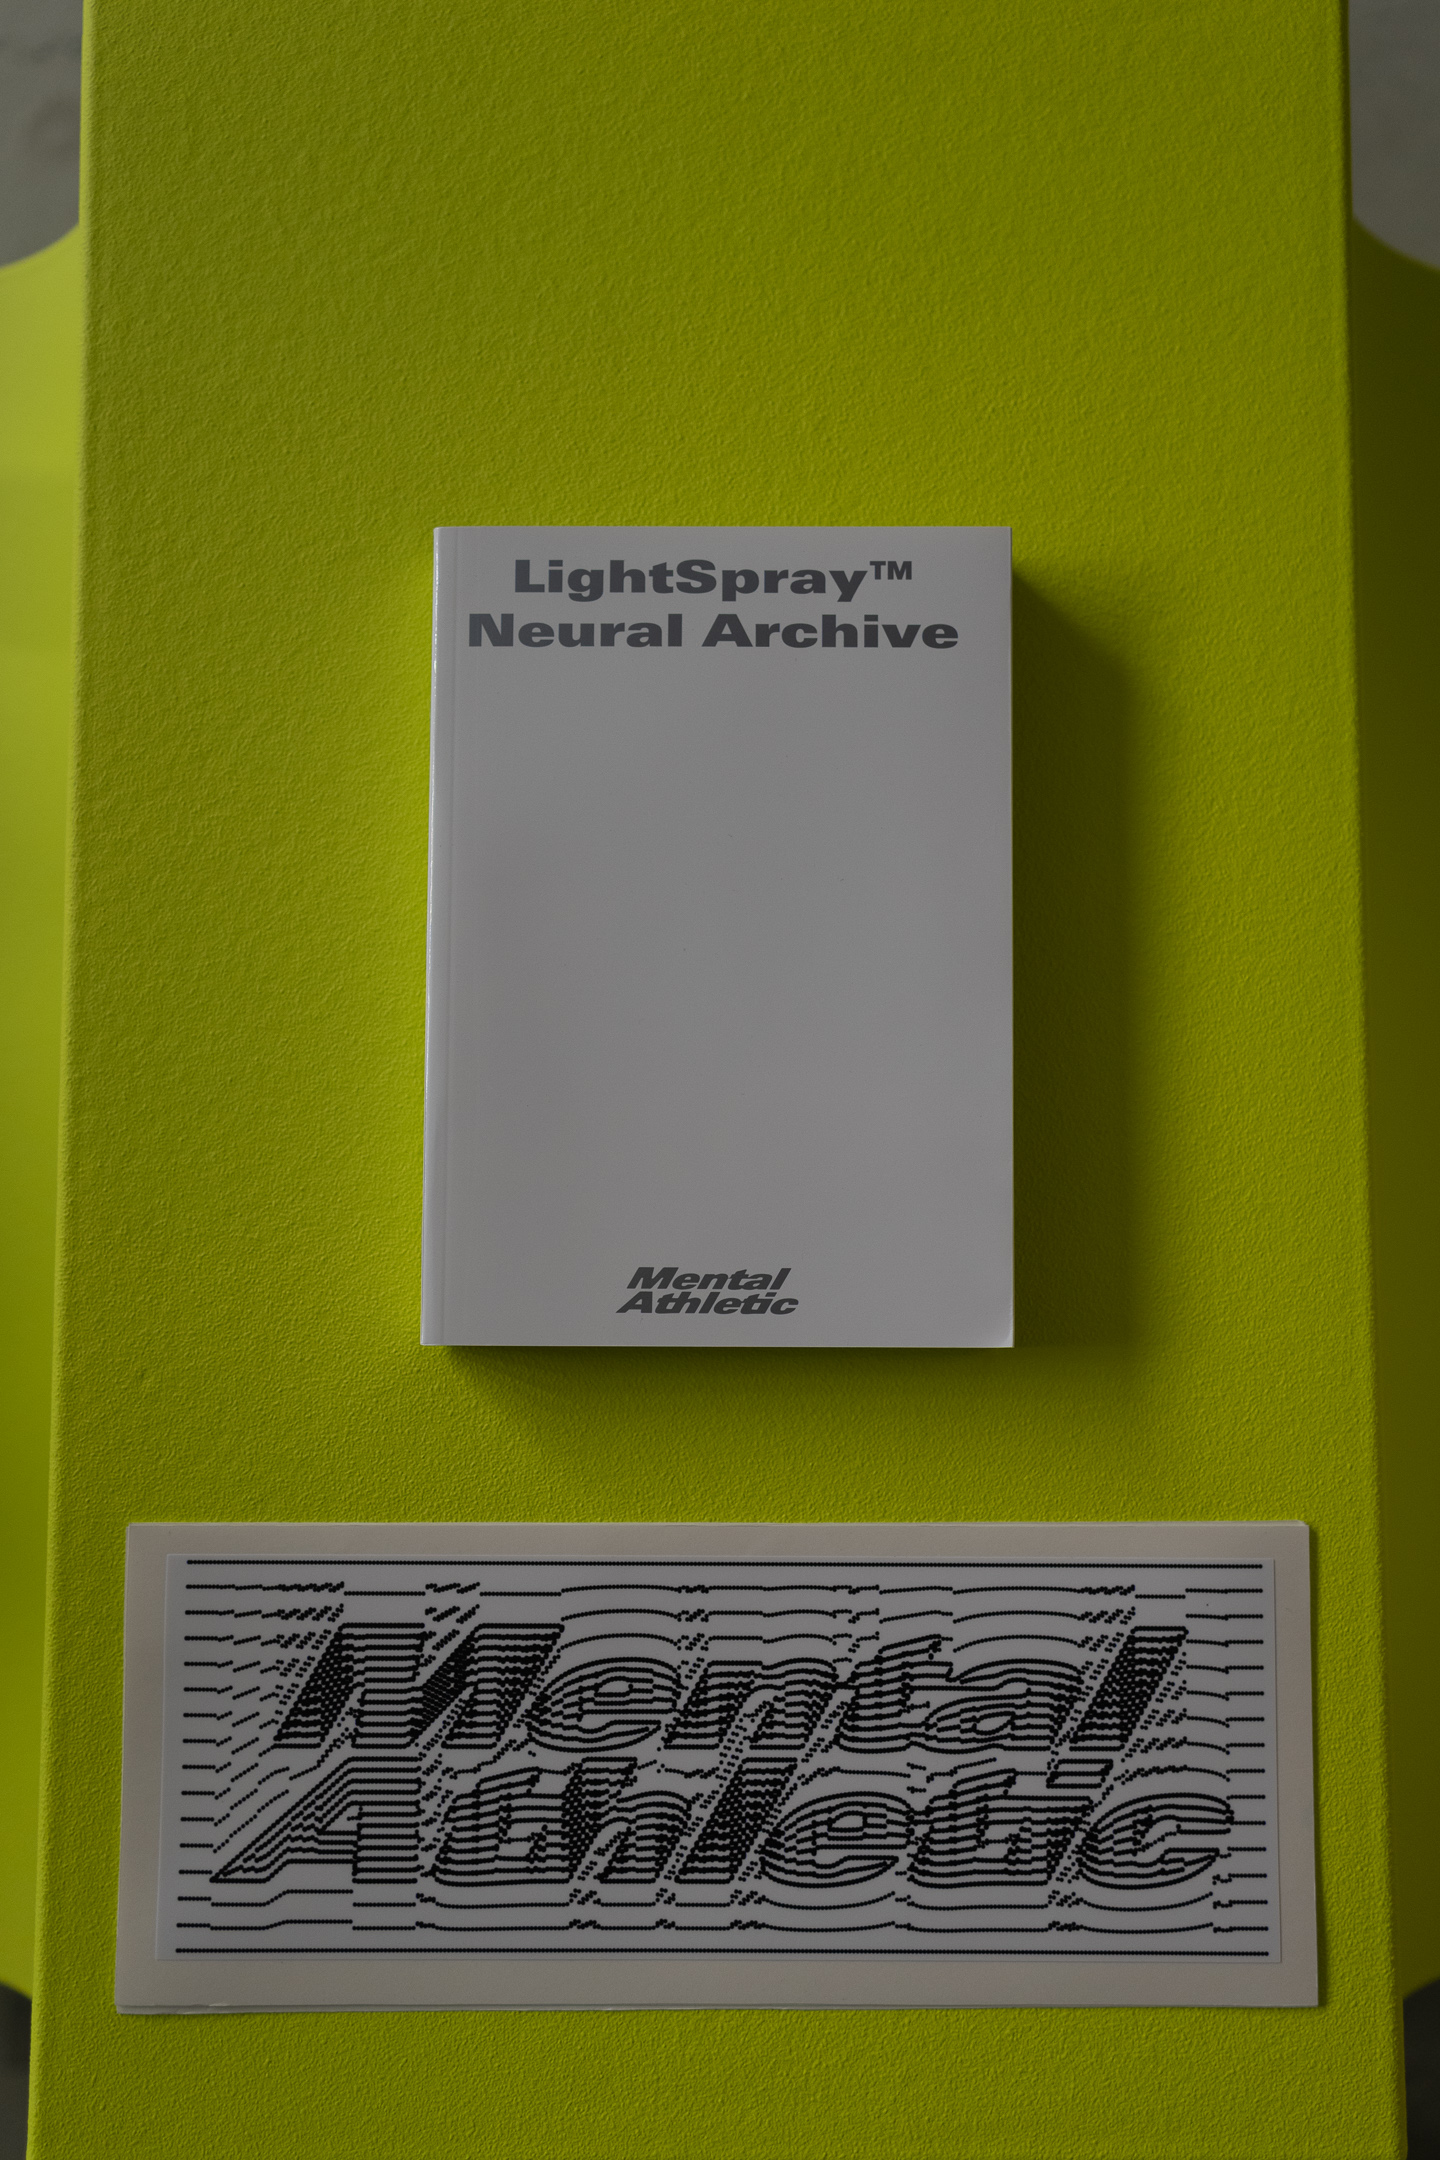 LightSpray™
Neural Archive
Mental
Athletic
Mental
Athletic